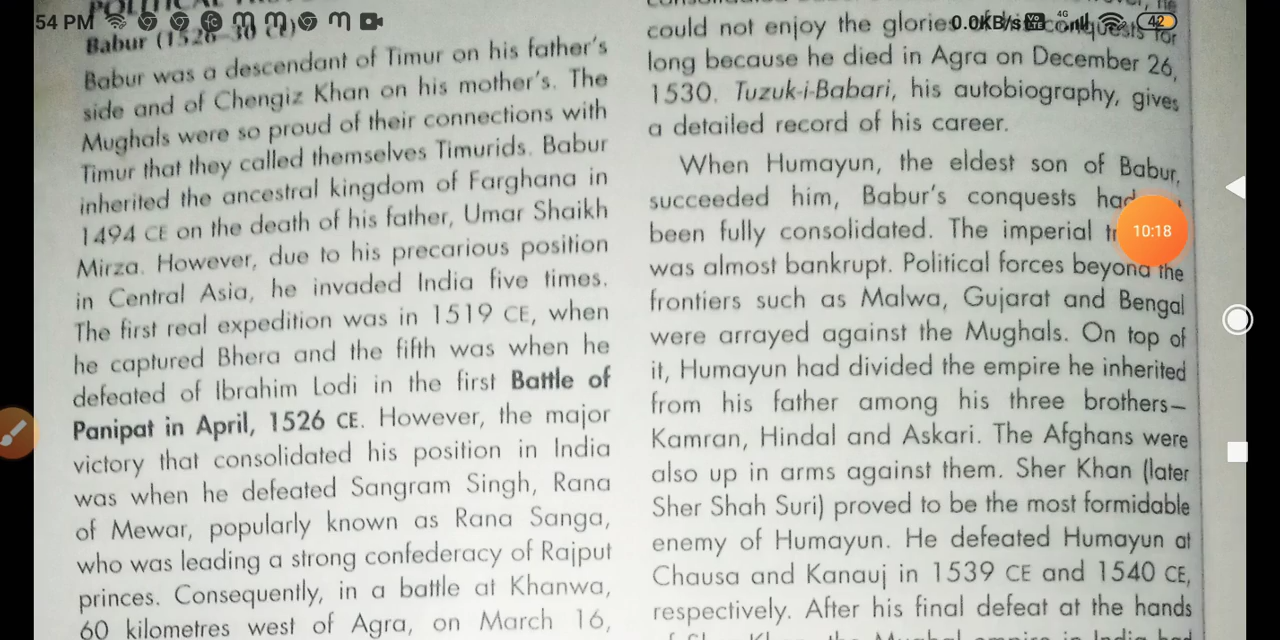 54 PM
0.0KB/s
4G
42
10:18
Babur (1526–30 CE)
Babur was a descendant of Timur on his father's
side and of Chengiz Khan on his mother's. The
Mughals were so proud of their connections with
Timur that they called themselves Timurids. Babur
inherited the ancestral kingdom of Farghana in
1494 CE on the death of his father, Umar Shaikh
Mirza. However, due to his precarious position
in Central Asia, he invaded India five times.
The first real expedition was in 1519 CE, when
he captured Bhera and the fifth was when he
defeated of Ibrahim Lodi in the first Battle of
Panipat in April, 1526 CE. However, the major
victory that consolidated his position in India
was when he defeated Sangram Singh, Rana
of Mewar, popularly known as Rana Sanga,
who was leading a strong confederacy of Rajput
princes. Consequently, in a battle at Khanwa,
60 kilometres west of Agra, on March 16,
could not enjoy the glories conquests for
long because he died in Agra on December 26,
1530. Tuzuk-i-Babari, his autobiography, gives
a detailed record of his career.
When Humayun, the eldest son of Babur,
succeeded him, Babur's conquests had
been fully consolidated. The imperial
was almost bankrupt. Political forces beyond the
frontiers such as Malwa, Gujarat and Bengal
were arrayed against the Mughals. On top of
it, Humayun had divided the empire he inherited
from his father among his three brothers–
Kamran, Hindal and Askari. The Afghans were
also up in arms against them. Sher Khan (later
Sher Shah Suri) proved to be the most formidable
enemy of Humayun. He defeated Humayun at
Chausa and Kanauj in 1539 CE and 1540 CE,
respectively. After his final defeat at the hands